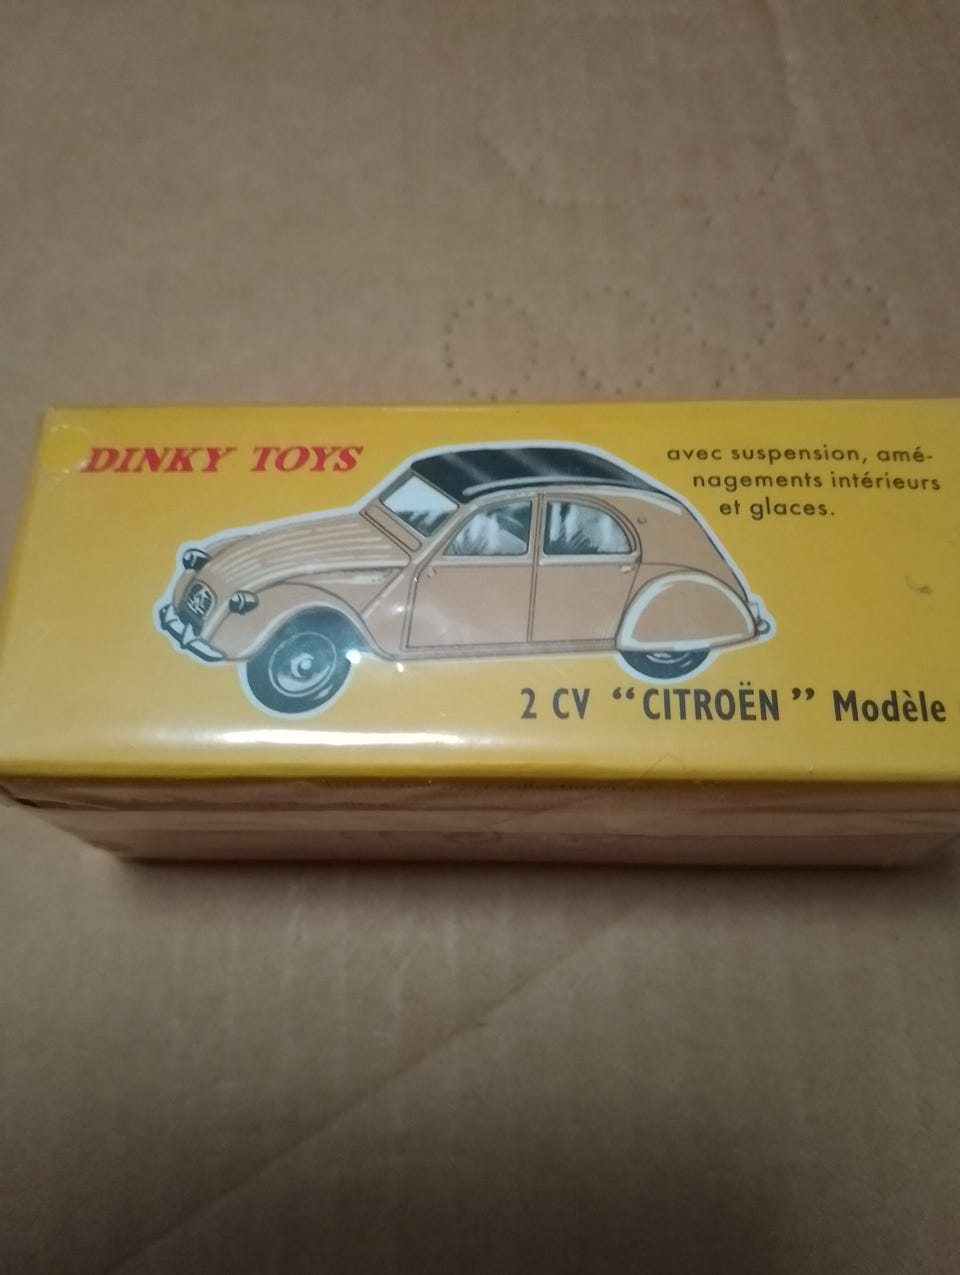 DINKY TOYS
avec suspension, amé-
nagements intérieurs
et glaces.
2 CV “CITROËN” Modèle